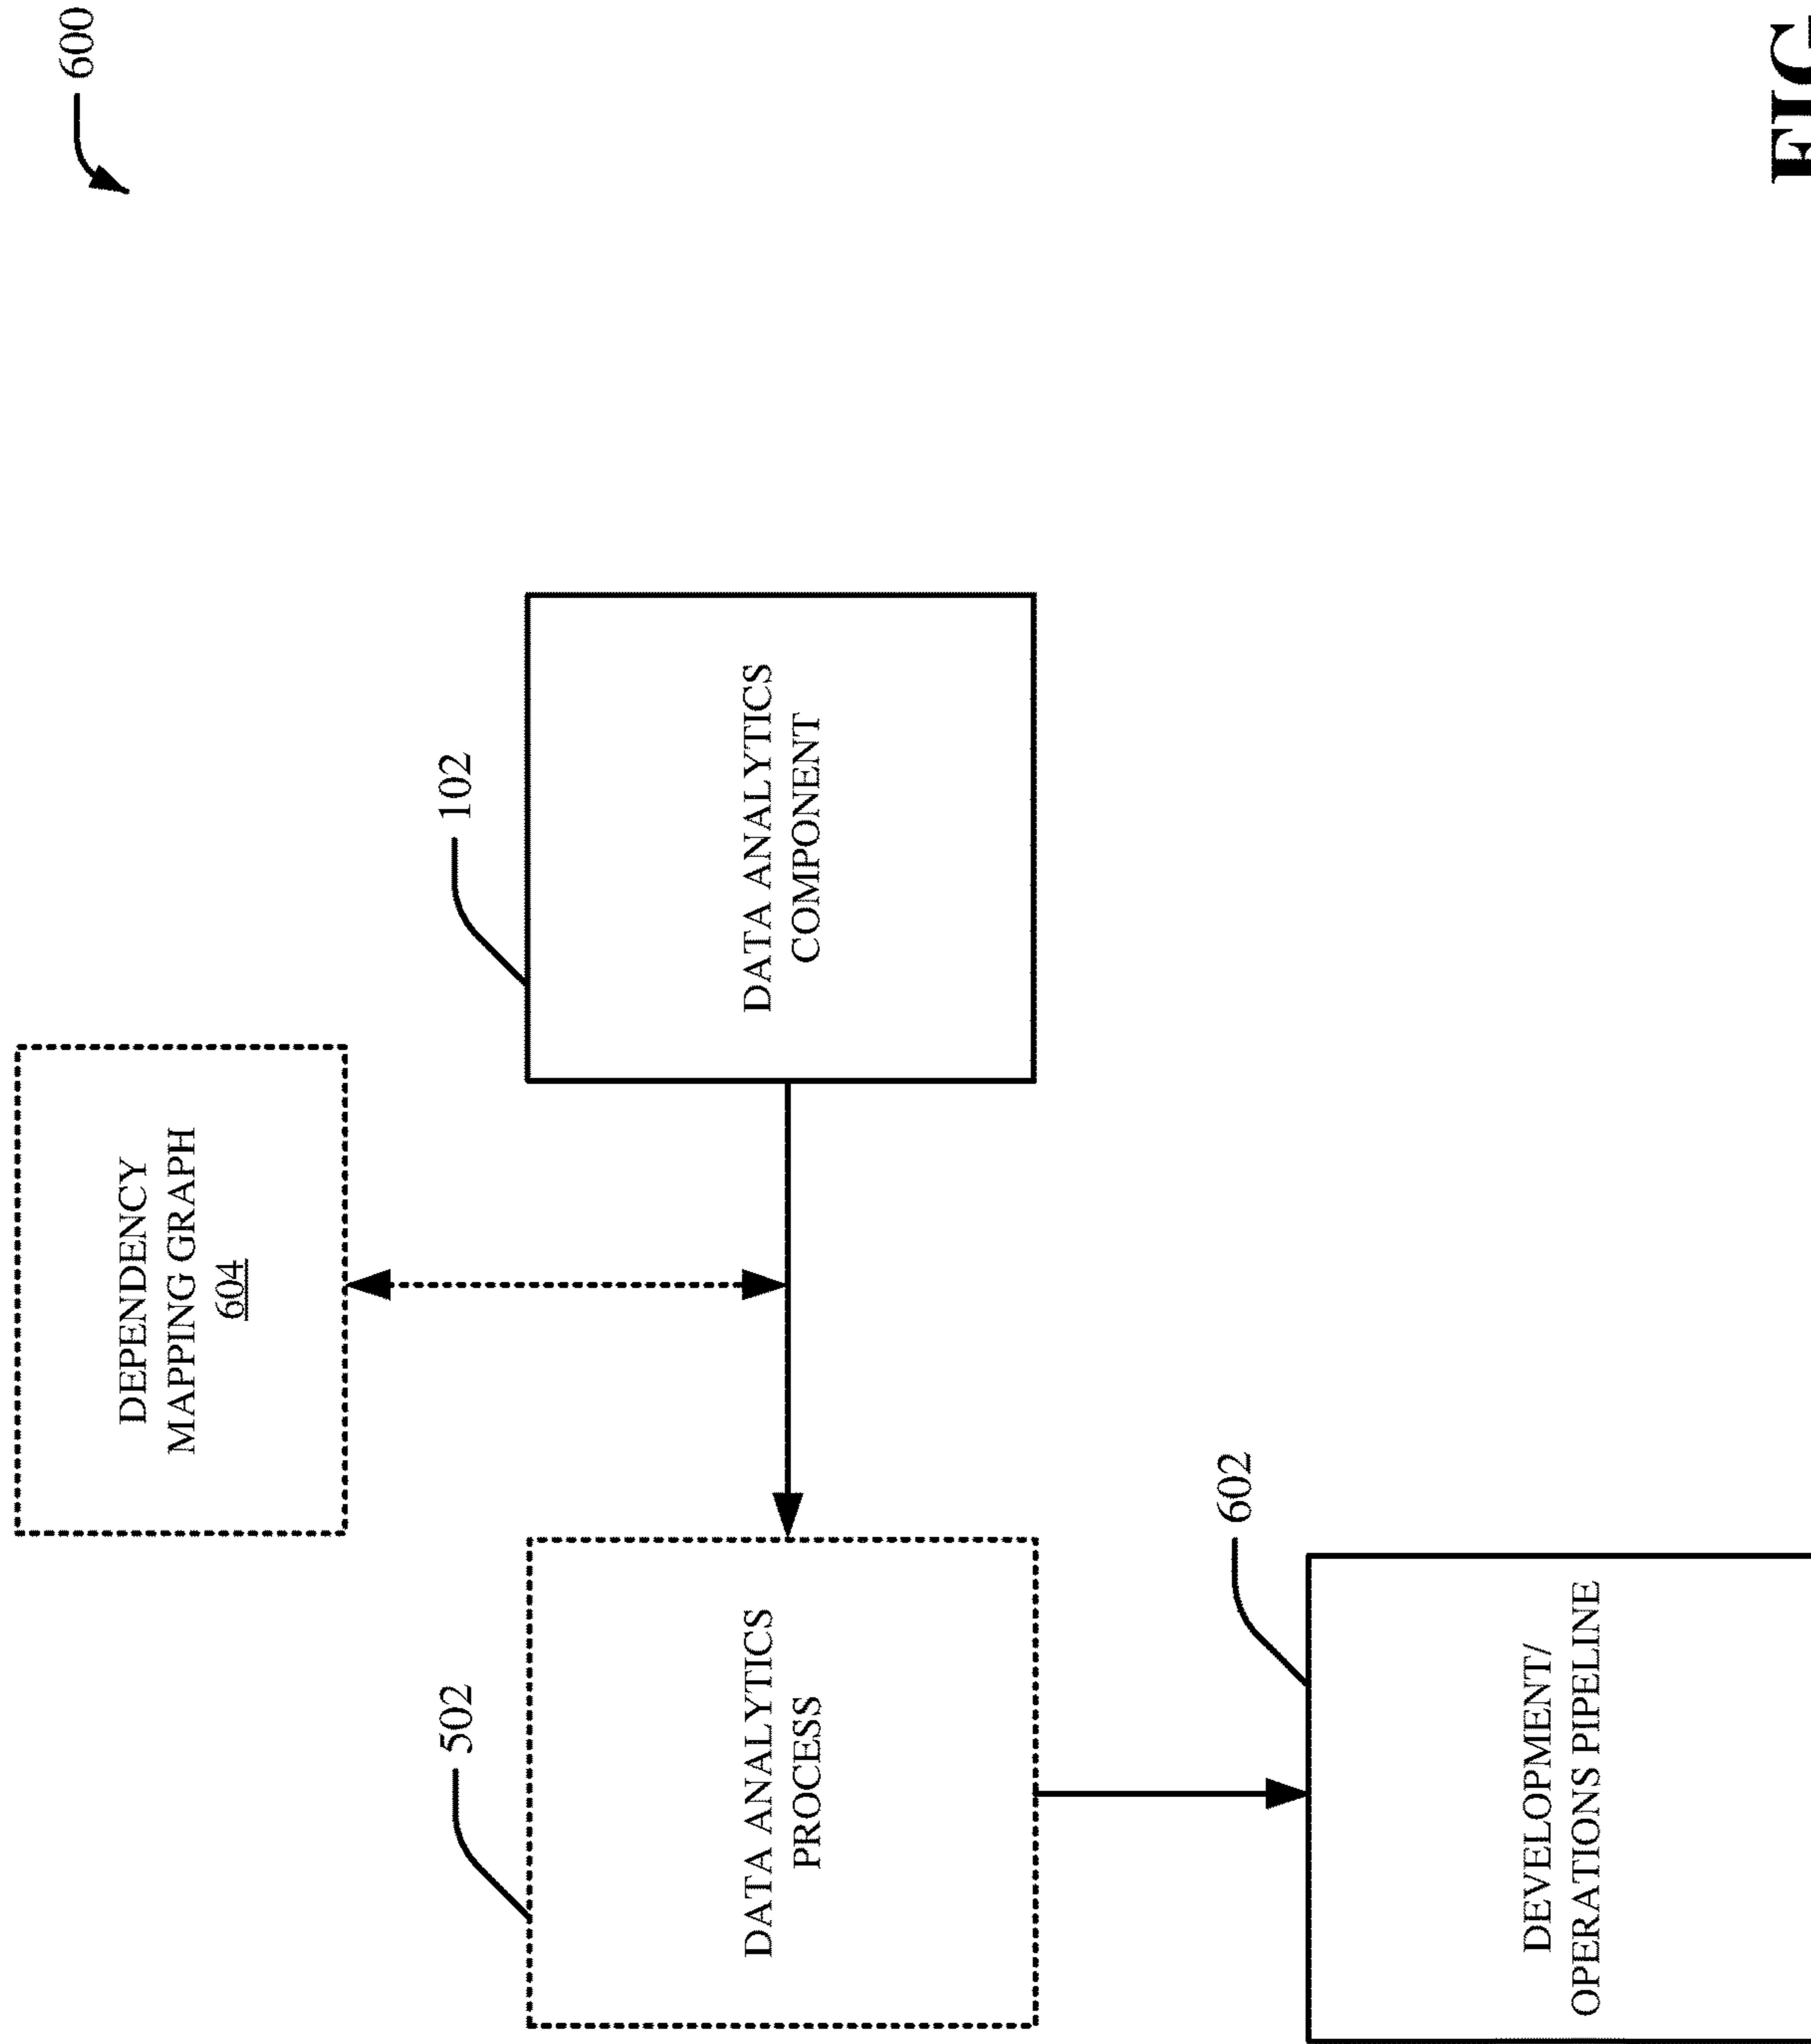 600
DEPENDENCY
MAPPING GRAPH
604
502
DATA ANALYTICS
PROCESS
102
DATA ANALYTICS
COMPONENT
602
DEVELOPMENT/
OPERATIONS PIPELINE